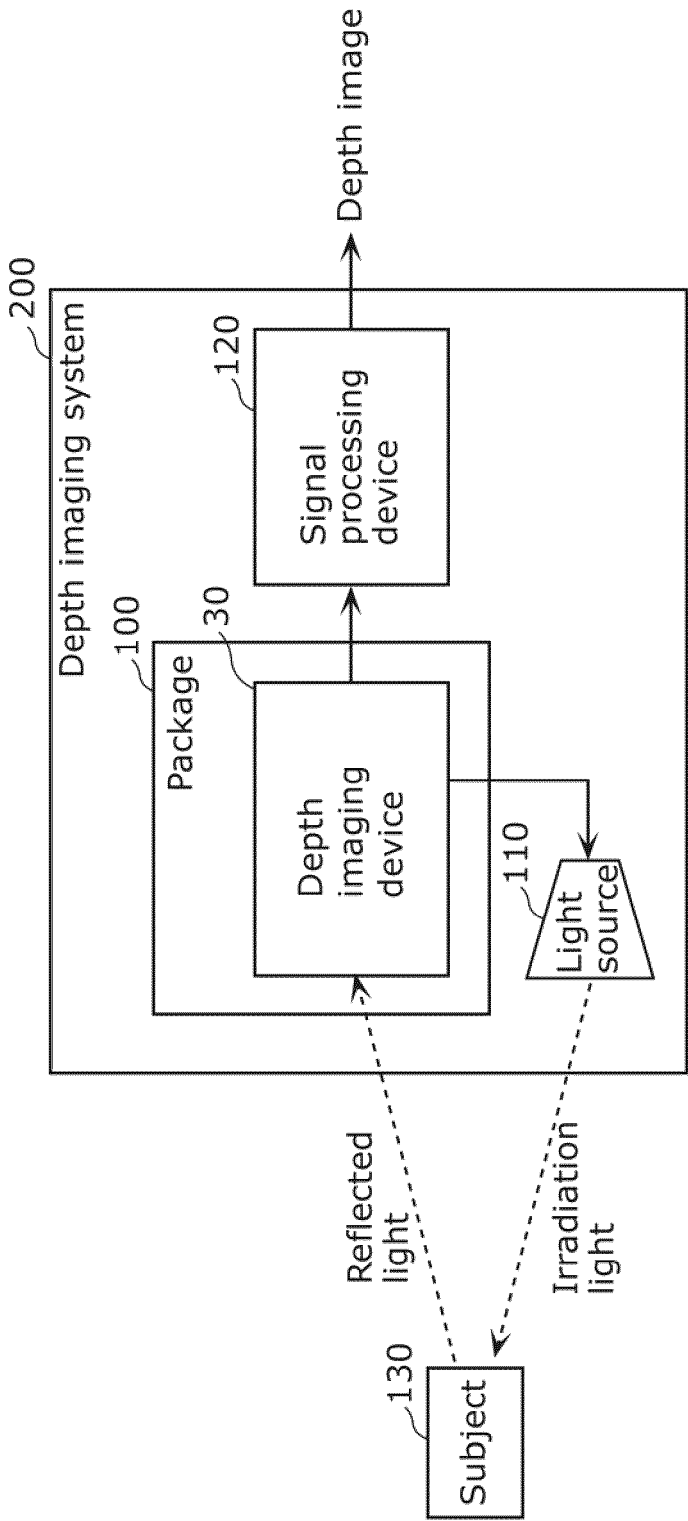 200
Depth imaging system
100
Package
30
Depth
imaging
device
120
Signal
processing
device
Depth image
110
Light
source
Reflected
light
Irradiation
light
130
Subject